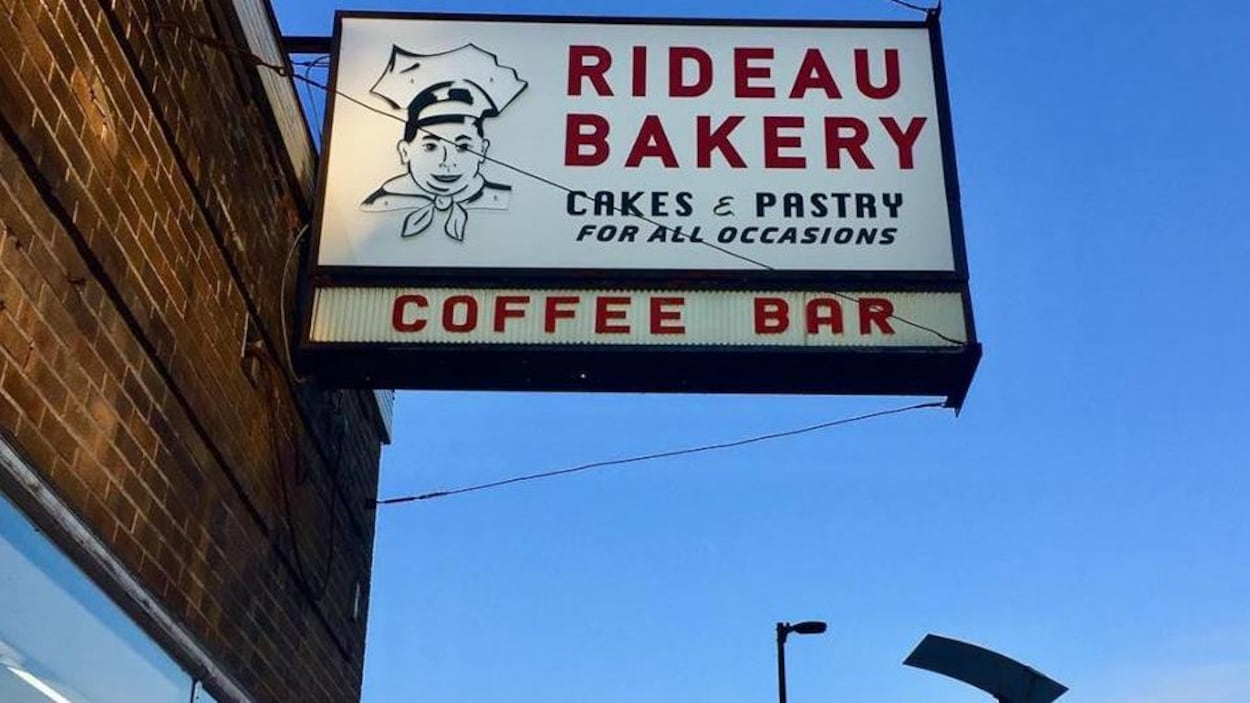 RIDEAU
BAKERY
CAKES & PASTRY
FOR ALL OCCASIONS
COFFEE BAR